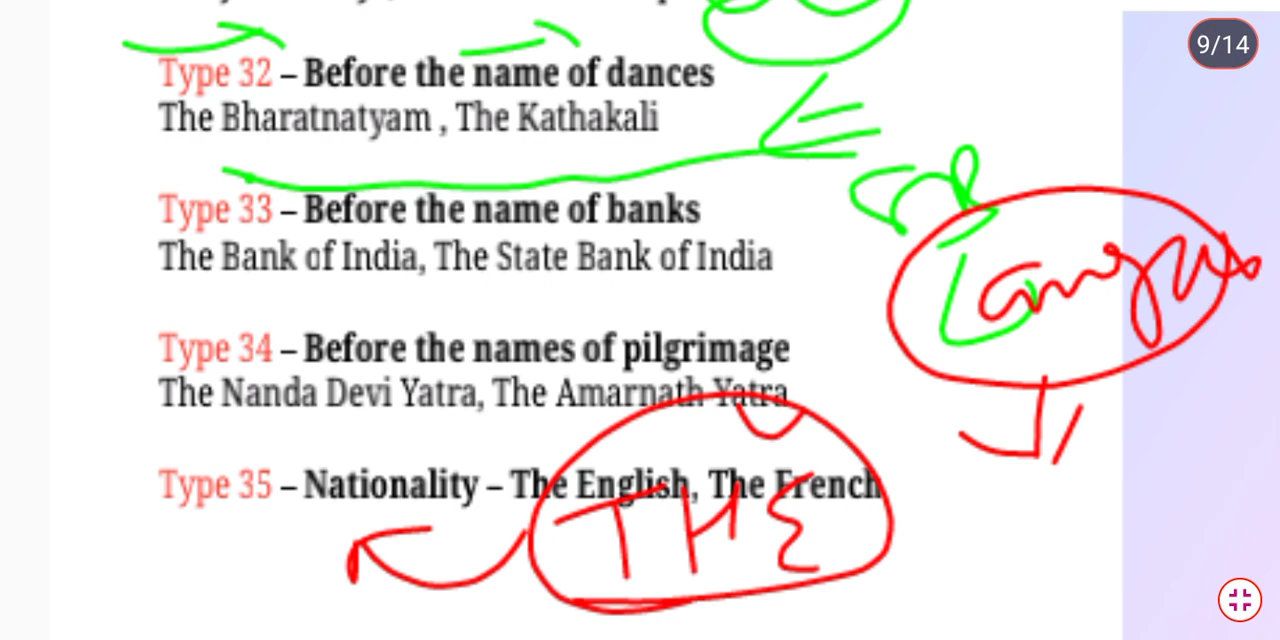 9/14
Type 32 – Before the name of dances
The Bharatnatyam , The Kathakali
Type 33 – Before the name of banks
The Bank of India, The State Bank of India
Type 34 – Before the names of pilgrimage
The Nanda Devi Yatra, The Amarnath Yatra
Type 35 – Nationality – The English, The French
THE